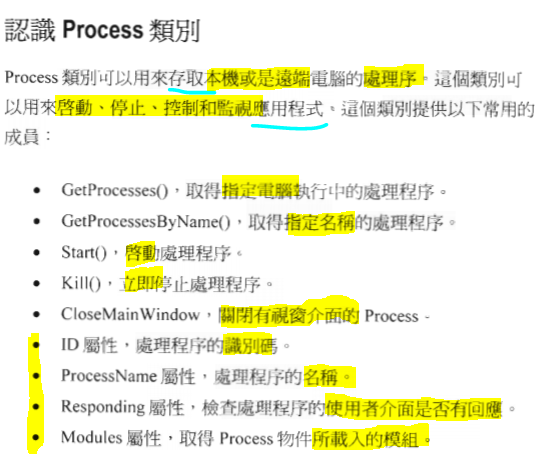 認識 Process 類別
Process 類別可以用來存取本機或是遠端電腦的處理序。這個類別可
以用來啓動、停止、控制和監視應用程式。這個類別提供以下常用的
成員：
• GetProcesses()，取得指定電腦執行中的處理程序。
• GetProcessesByName()，取得指定名稱的處理程序。
• Start()，啓動處理程序。
• Kill()，立即停止處理程序。
• CloseMainWindow，關閉有視窗介面的 Process。
• ID 屬性，處理程序的識別碼。
• ProcessName 屬性，處理程序的名稱。
• Responding 屬性，檢查處理程序的使用者介面是否有回應。
• Modules 屬性，取得 Process 物件所載入的模組。